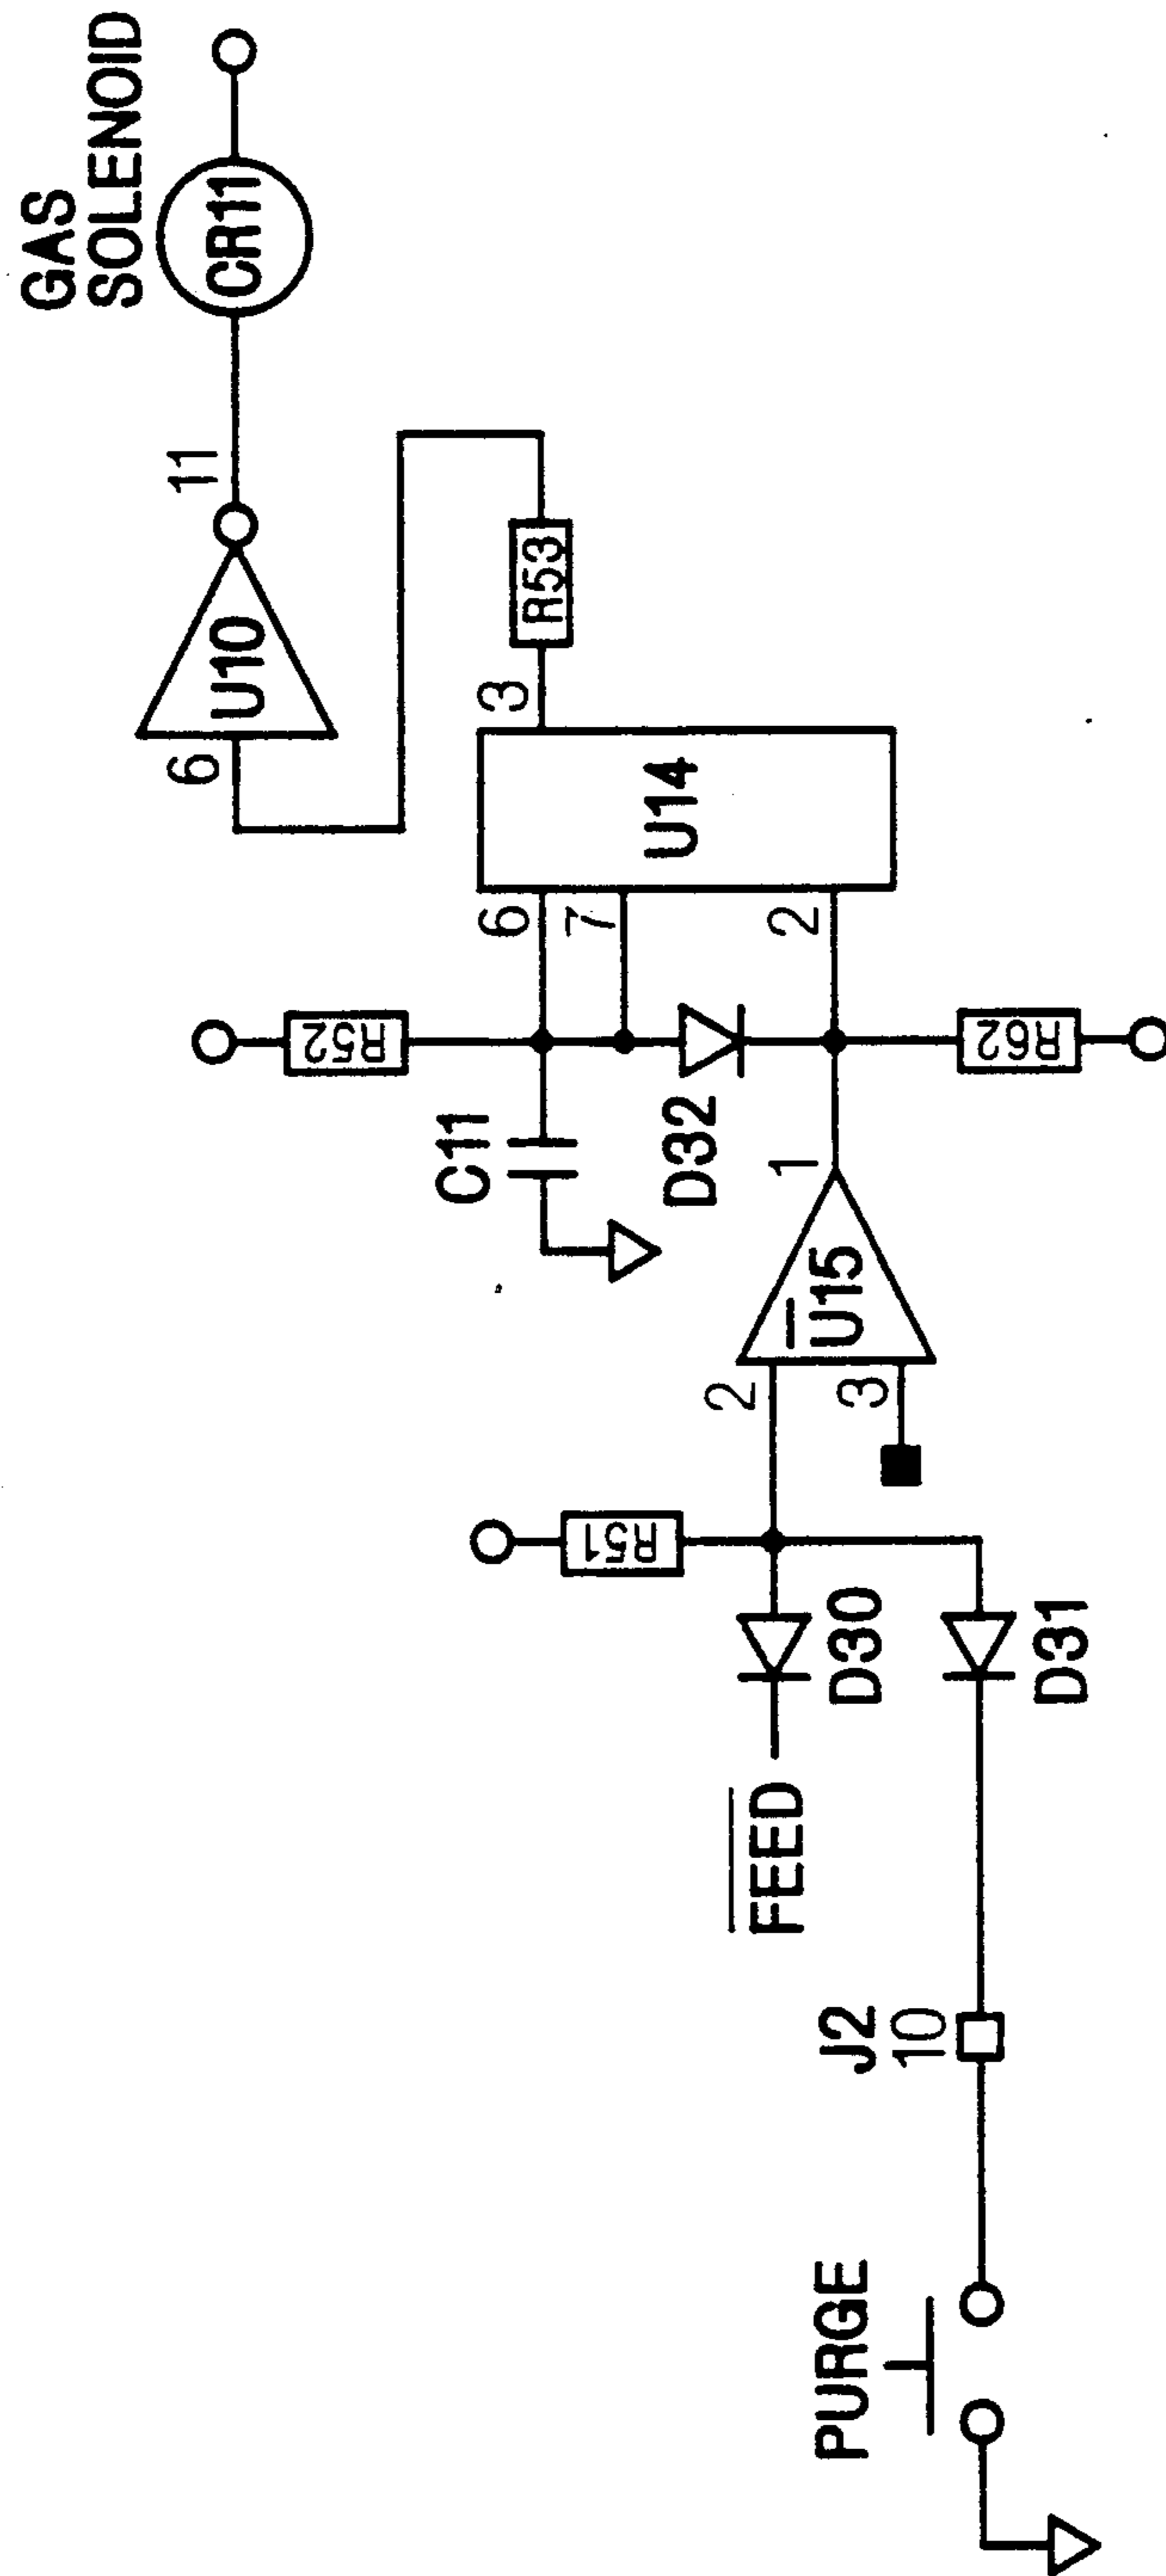 GAS
SOLENOID
CR11
11
U10
6
R53
3
U14
6
7
2
R52
C11
D32
R62
1
U15
2
3
R51
D30
D31
FEED
J2
10
PURGE